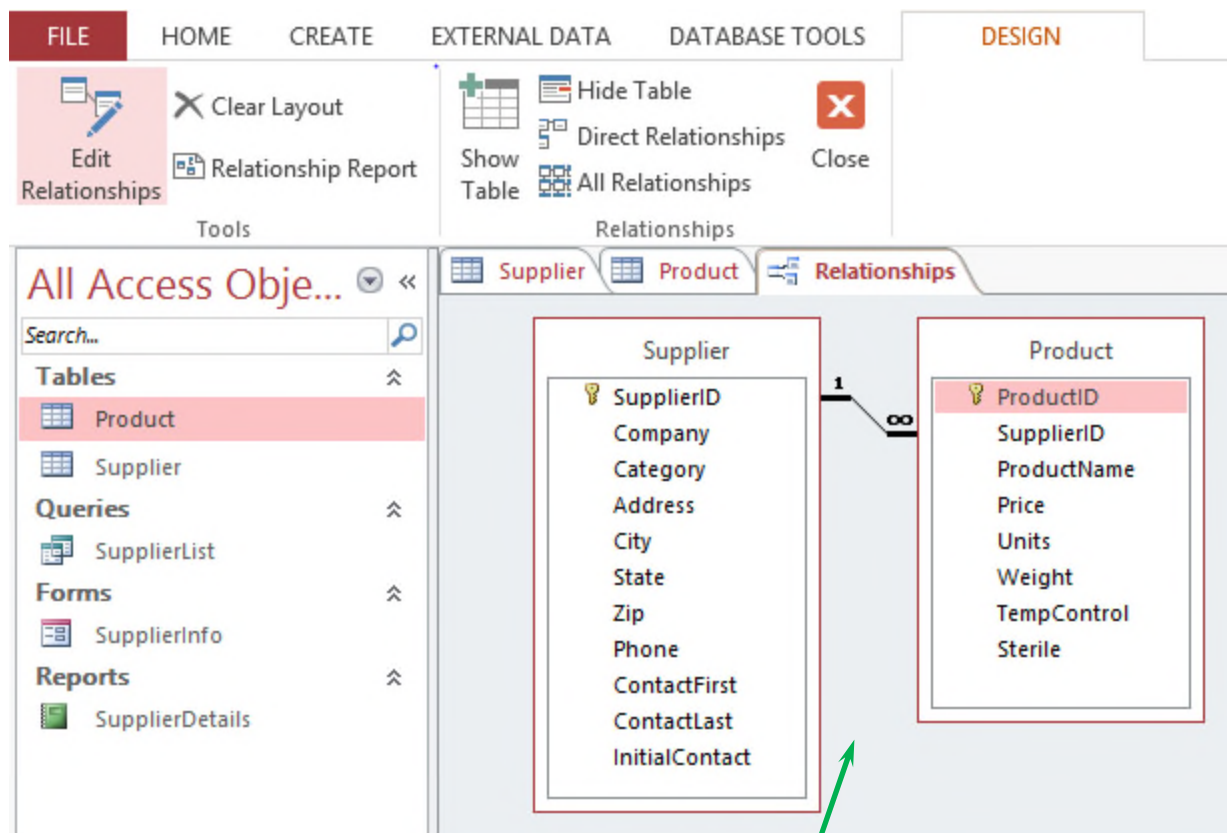 FILE HOME CREATE EXTERNAL DATA DATABASE TOOLS DESIGN
Edit
Relationships
Clear Layout
Relationship Report
Tools
Show
Table
Hide Table
Direct Relationships
All Relationships
Close
Relationships
All Access Obje...
Search...
Tables
Product
Supplier
Queries
SupplierList
Forms
SupplierInfo
Reports
SupplierDetails
Supplier Product Relationships
Supplier
SupplierID
Company
Category
Address
City
State
Zip
Phone
ContactFirst
ContactLast
InitialContact
1
∞
Product
ProductID
SupplierID
ProductName
Price
Units
Weight
TempControl
Sterile